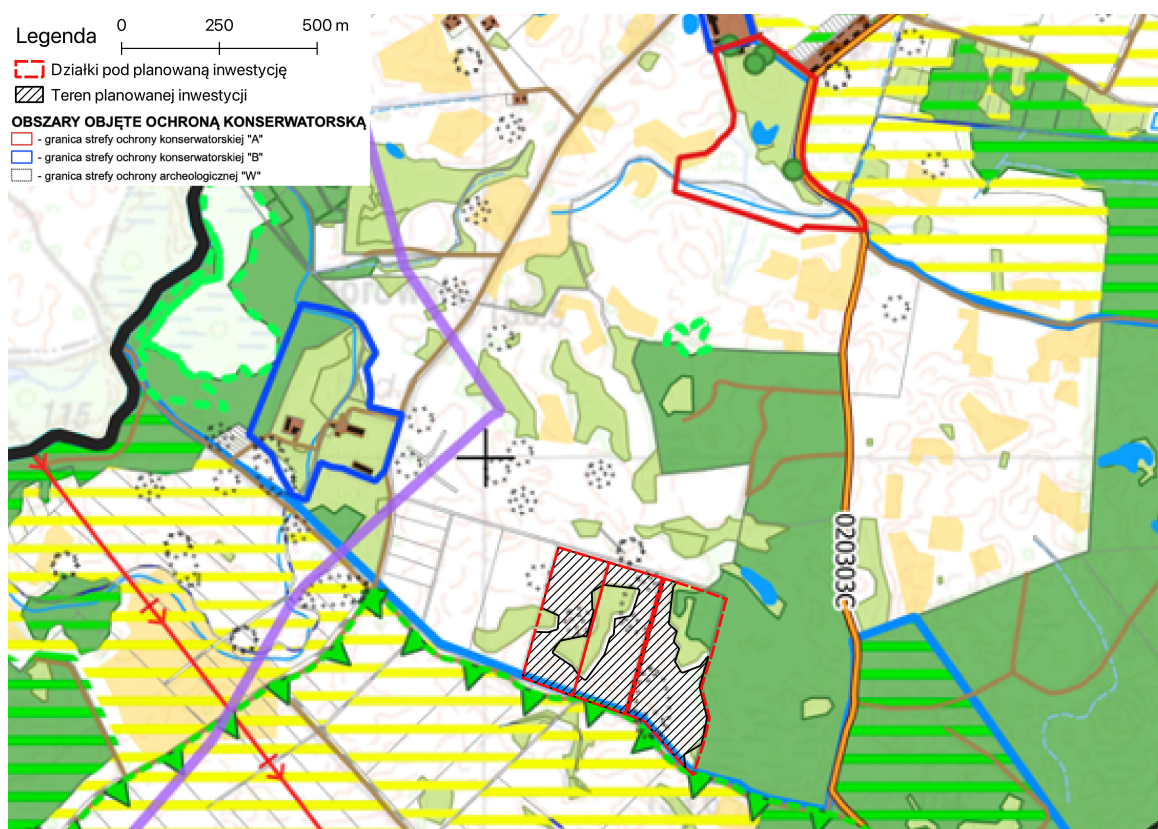 Legenda
0 250 500 m
Działki pod planowaną inwestycję
Teren planowanej inwestycji
OBSZARY OBJĘTE OCHRONĄ KONSERWATORSKĄ
- granica strefy ochrony konserwatorskiej "A"
- granica strefy ochrony konserwatorskiej "B"
- granica strefy ochrony archeologicznej "W"
115
020303C